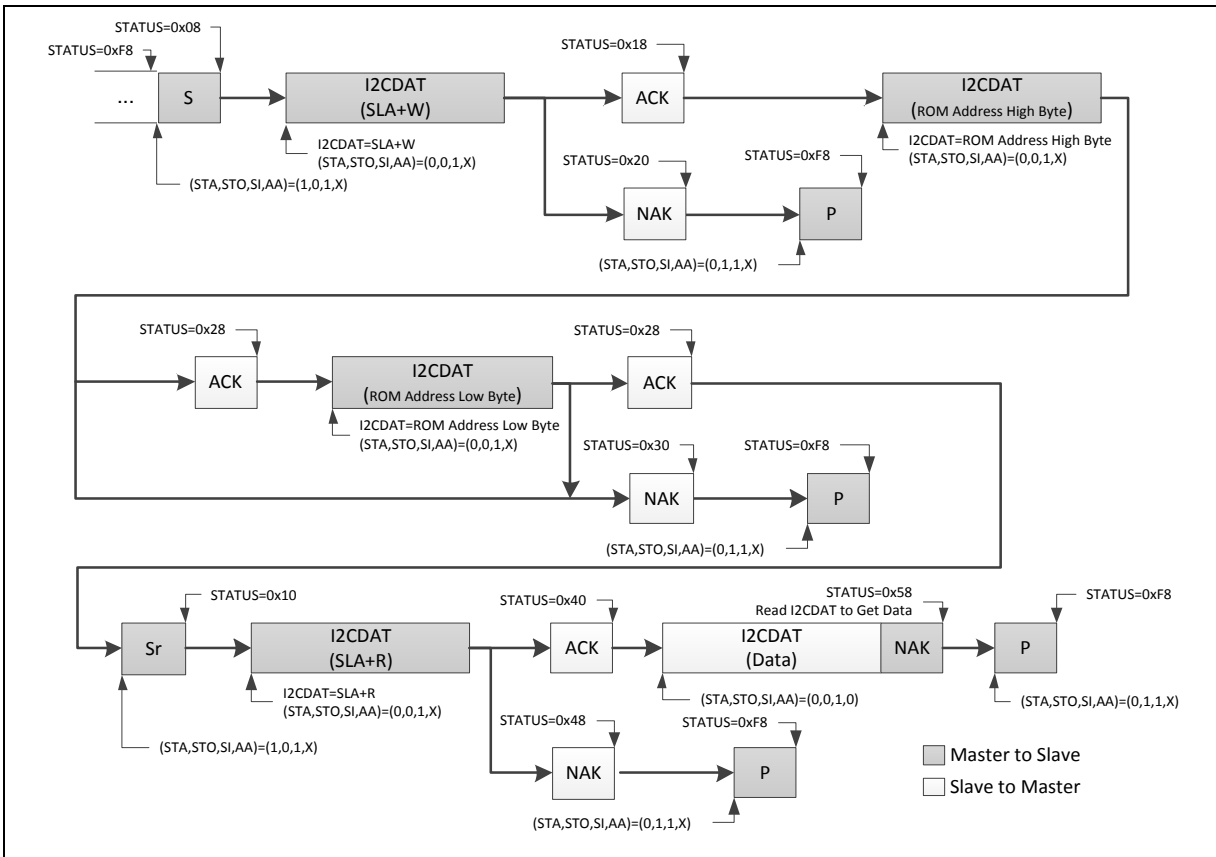 STATUS=0x08
STATUS=0xF8
...
S
I2CDAT
(SLA+W)
I2CDAT=SLA+W
(STA,STO,SI,AA)=(0,0,1,X)
(STA,STO,SI,AA)=(1,0,1,X)
STATUS=0x18
ACK
STATUS=0x20
NAK
STATUS=0xF8
P
(STA,STO,SI,AA)=(0,1,1,X)
I2CDAT
(ROM Address High Byte)
I2CDAT=ROM Address High Byte
(STA,STO,SI,AA)=(0,0,1,X)
STATUS=0x28
ACK
I2CDAT
(ROM Address Low Byte)
I2CDAT=ROM Address Low Byte
(STA,STO,SI,AA)=(0,0,1,X)
STATUS=0x28
ACK
STATUS=0x30
NAK
STATUS=0xF8
P
(STA,STO,SI,AA)=(0,1,1,X)
STATUS=0x10
Sr
(STA,STO,SI,AA)=(1,0,1,X)
I2CDAT
(SLA+R)
I2CDAT=SLA+R
(STA,STO,SI,AA)=(0,0,1,X)
STATUS=0x40
ACK
STATUS=0x58
Read I2CDAT to Get Data
I2CDAT
(Data)
NAK
(STA,STO,SI,AA)=(0,0,1,0)
STATUS=0xF8
P
(STA,STO,SI,AA)=(0,1,1,X)
STATUS=0x48
NAK
STATUS=0xF8
P
(STA,STO,SI,AA)=(0,1,1,X)
Master to Slave
Slave to Master